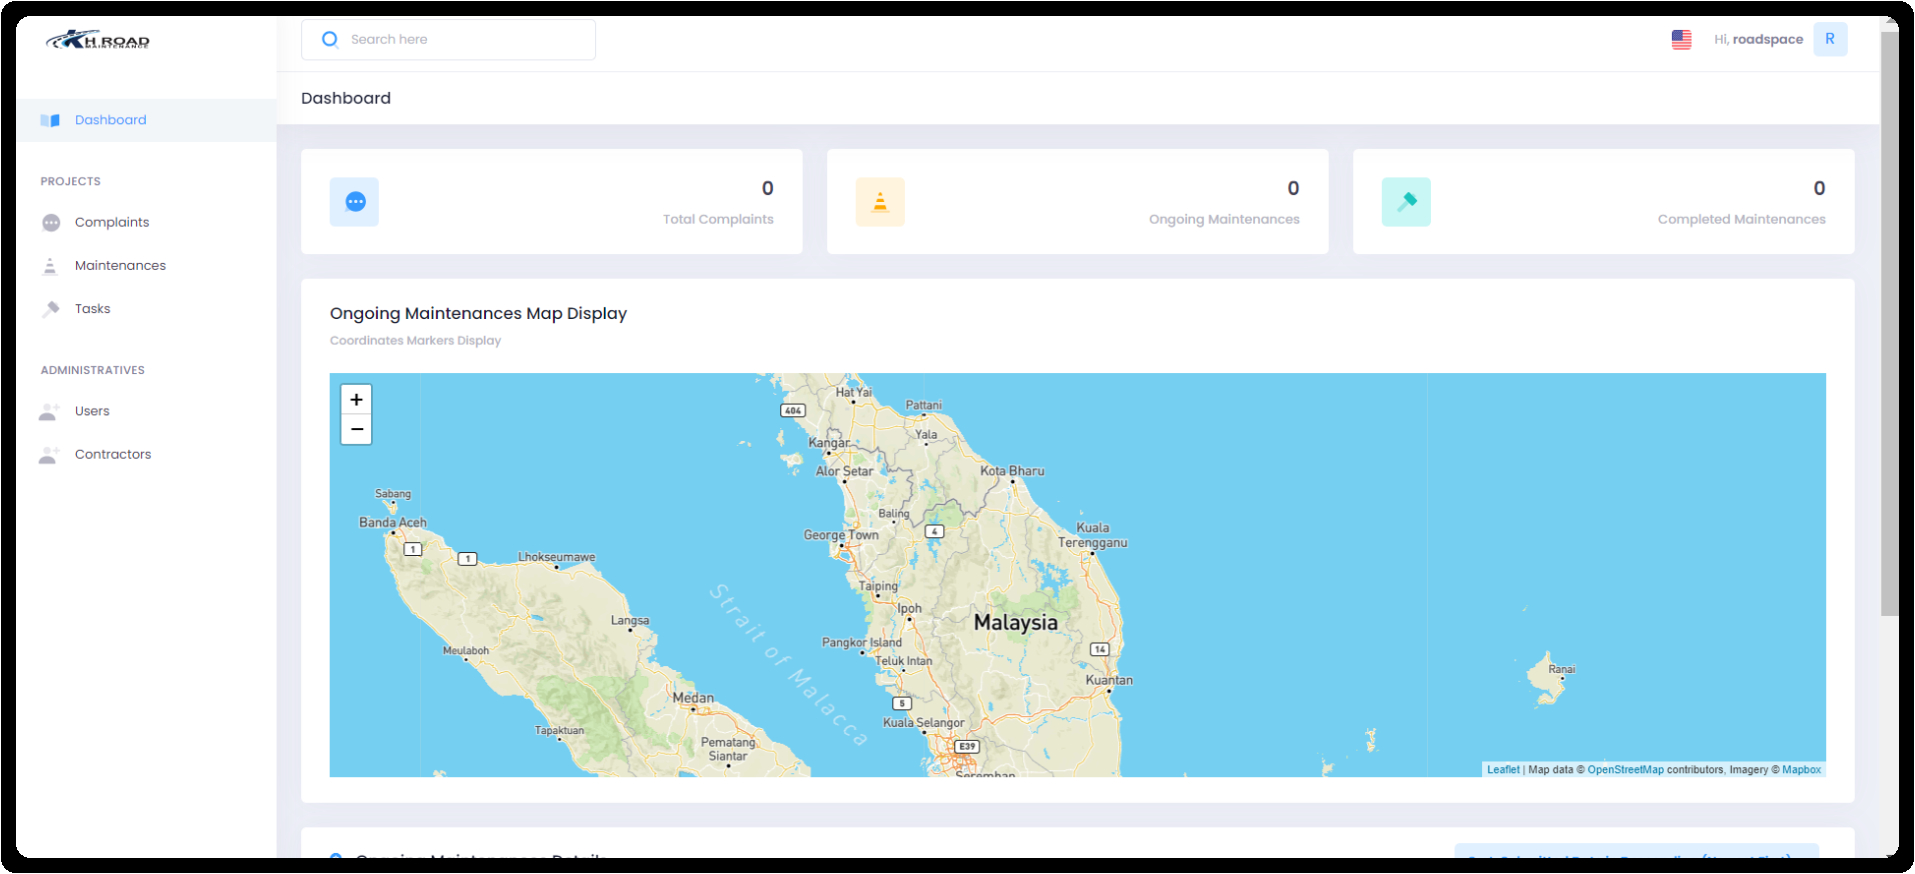 KH ROAD
MAINTENANCE
Search here
Hi, roadspace
R
Dashboard
Dashboard
PROJECTS
Complaints
Maintenances
Tasks
ADMINISTRATIVES
Users
Contractors
0
Total Complaints
0
Ongoing Maintenances
0
Completed Maintenances
Ongoing Maintenances Map Display
Coordinates Markers Display
+
−
Hat Yai
404
Pattani
Yala
Kangar
Alor Setar
Kota Bharu
Sabang
Banda Aceh
Baling
4
George Town
Kuala
Terengganu
1
1
Lhokseumawe
Taiping
Ipoh
Strait of Malacca
Malaysia
Langsa
Pangkor Island
14
Meulaboh
Teluk Intan
Ranai
Kuantan
Medan
5
Kuala Selangor
Tapaktuan
Pematang
Siantar
E39
Seremban
Leaflet | Map data © OpenStreetMap contributors, Imagery © Mapbox
Ongoing Maintenances Details